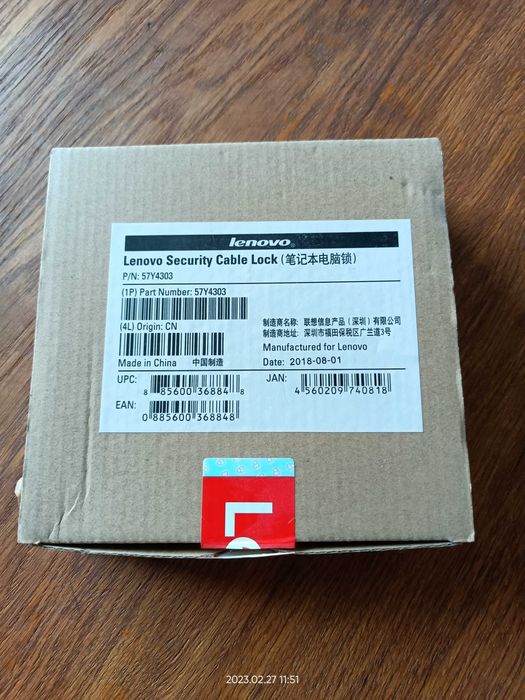 lenovo
Lenovo Security Cable Lock (笔记本电脑锁)
P/N: 57Y4303
(1P) Part Number: 57Y4303
(4L) Origin: CN
制造商名称: 联想信息产品(深圳)有限公司
制造商地址: 深圳市福田保税区广兰道3号
Manufactured for Lenovo
Made in China 中国制造
Date: 2018-08-01
UPC: 8 85600 36884 8
JAN: 4 560209 740818
EAN: 0 885600 368848
2023.02.27 11:51